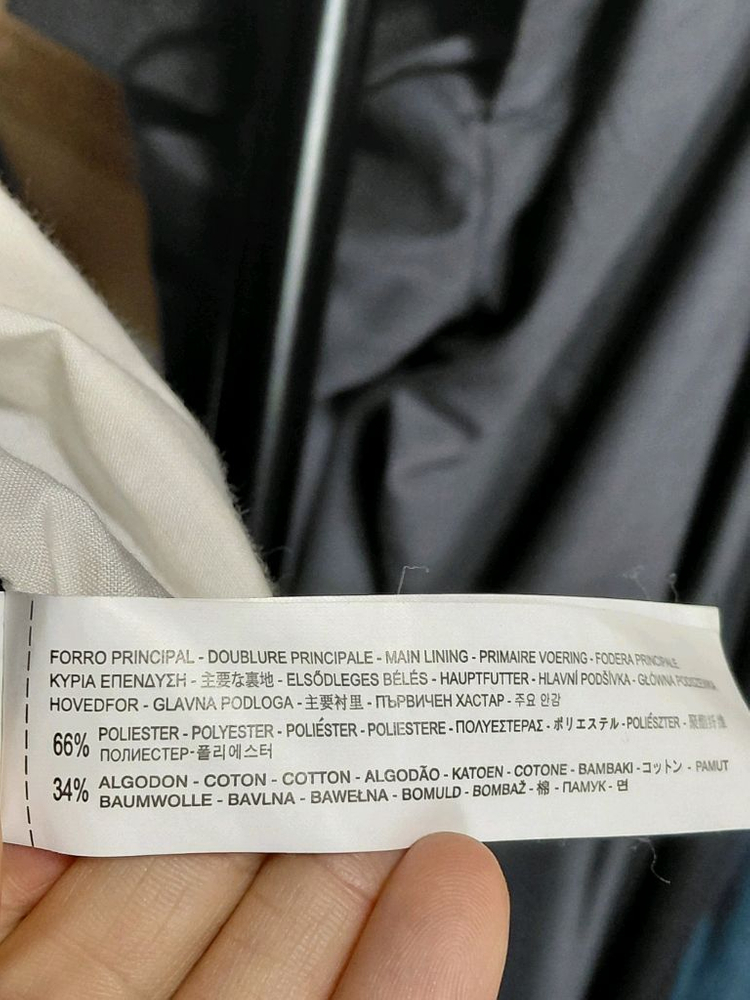 FORRO PRINCIPAL - DOUBLURE PRINCIPALE - MAIN LINING - PRIMAIRE VOERING - FODERA PRINCIPALE
ΚΥΡΙΑ ΕΠΕΝΔΥΣΗ - 主要な裏地 - ELSŐDLEGES BÉLÉS - HAUPTFUTTER - HLAVNÍ PODŠÍVKA - GŁÓWNA PODSZEWKA
HOVEDFOR - GLAVNA PODLOGA - 主要衬里 - ПЪРВИЧЕН ХАСТАР - 주요 안감
66% POLIESTER - POLYESTER - POLIÉSTER - POLIESTERE - ΠΟΛΥΕΣΤΕΡΑΣ - ポリエステル - POLIÉSZTER - 聚酯纤维
ПОЛИЕСТЕР-폴리에스터
34% ALGODON - COTON - COTTON - ALGODÃO - KATOEN - COTONE - BAMBAKI - コットン - PAMUT
BAUMWOLLE - BAVLNA - BAWEŁNA - BOMULD - BOMBAŽ - 棉 - ПАМУК - 면